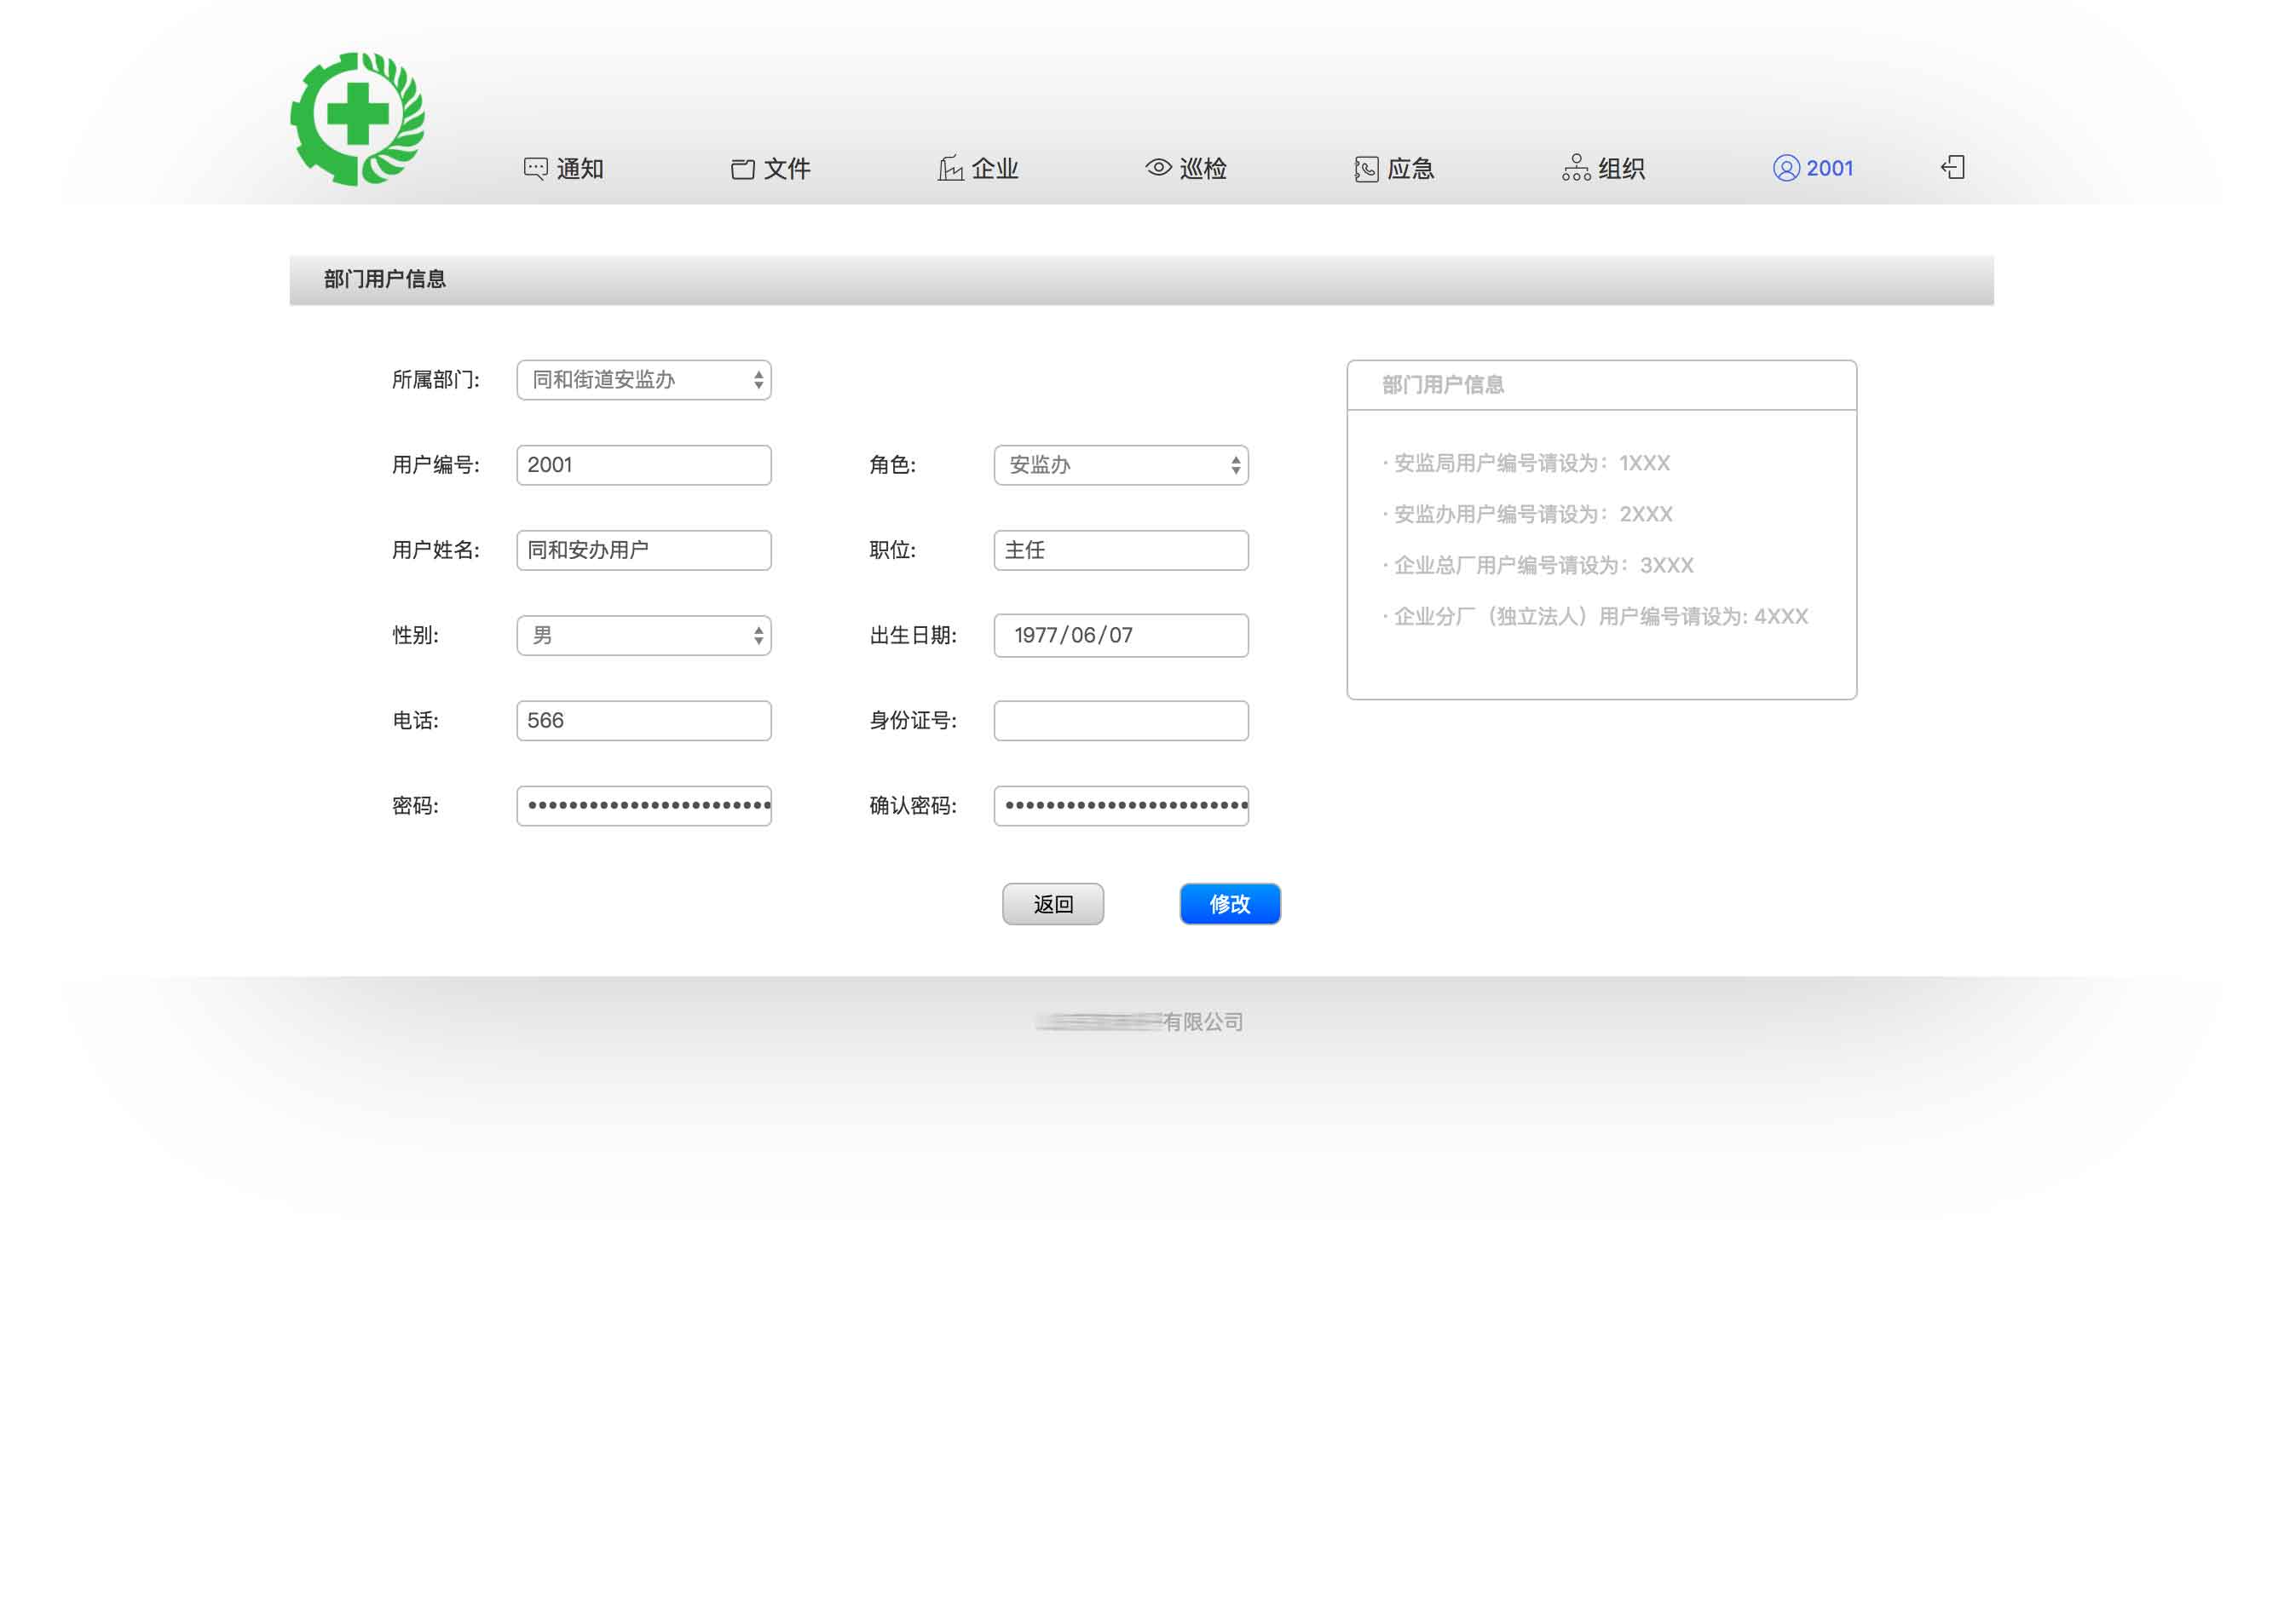 通知 文件 企业 巡检 应急 组织 2001
部门用户信息
所属部门: 同和街道安监办
用户编号: 2001 角色: 安监办
用户姓名: 同和安办用户 职位: 主任
性别: 男 出生日期: 1977/06/07
电话: 566 身份证号:
密码: •••••••••••••••••••••••• 确认密码: ••••••••••••••••••••••••
部门用户信息
· 安监局用户编号请设为：1XXX
· 安监办用户编号请设为：2XXX
· 企业总厂用户编号请设为：3XXX
· 企业分厂（独立法人）用户编号请设为: 4XXX
返回 修改
有限公司